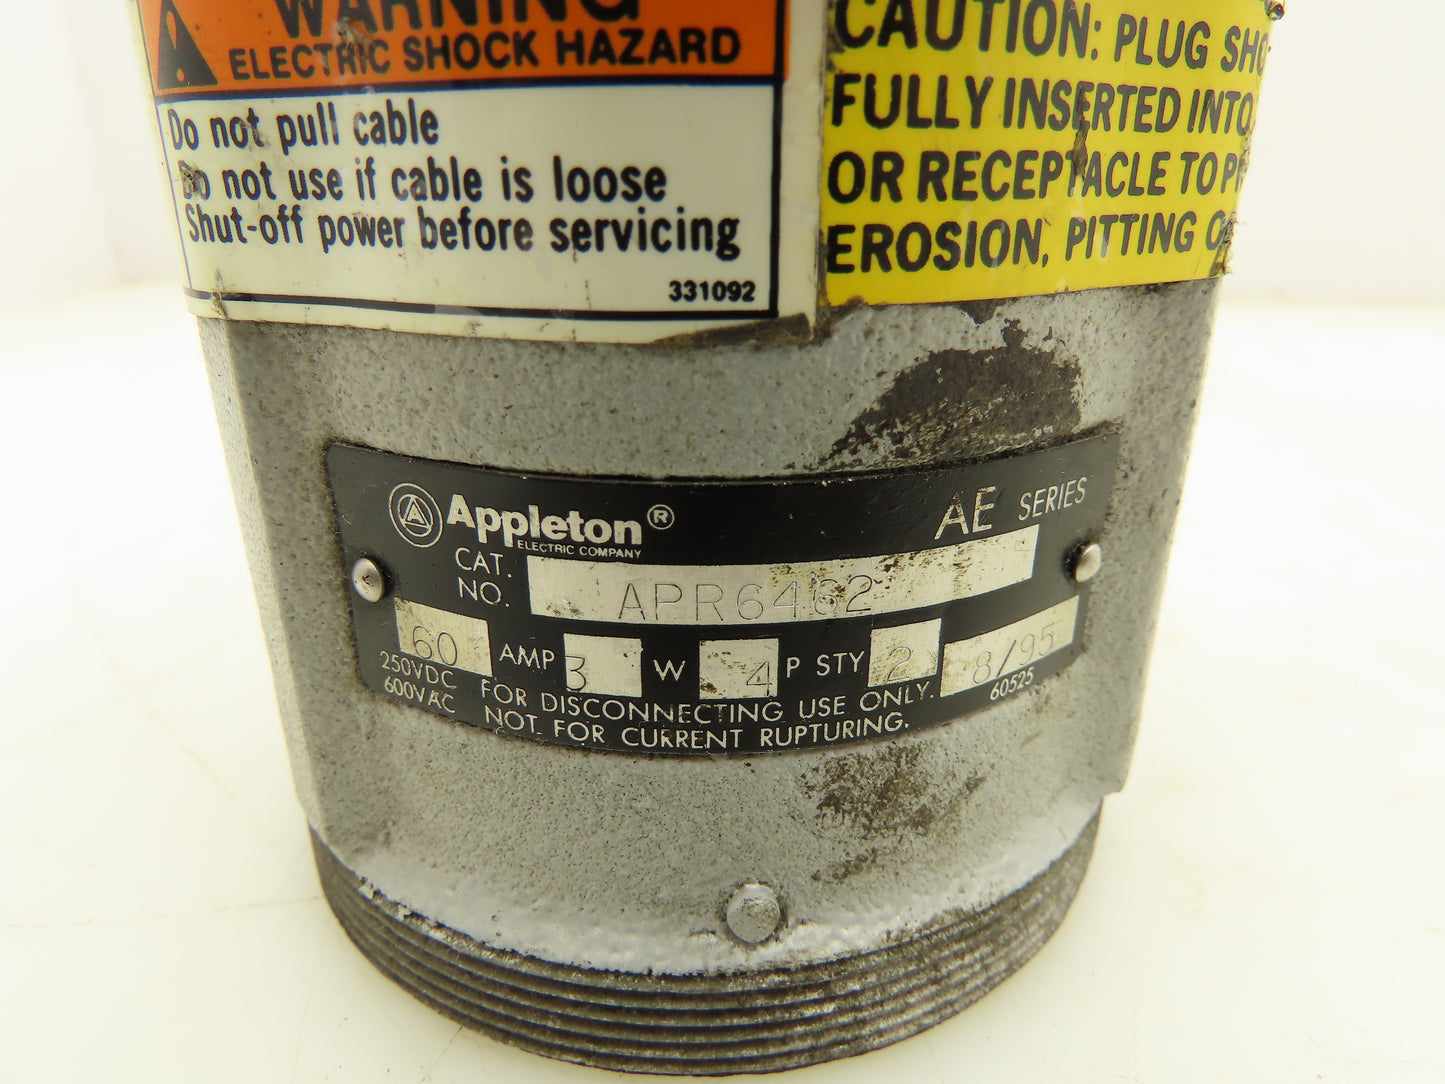 WARNING
ELECTRIC SHOCK HAZARD
Do not pull cable
Do not use if cable is loose
Shut-off power before servicing
331092
CAUTION: PLUG
FULLY INSERTED INTO
OR RECEPTACLE TO
EROSION, PITTING
A Appleton® AE SERIES
ELECTRIC COMPANY
CAT. NO. APR6462
60 AMP 3 W 4 P STY 2 8/95
250VDC
600VAC
60525
FOR DISCONNECTING USE ONLY.
NOT FOR CURRENT RUPTURING.